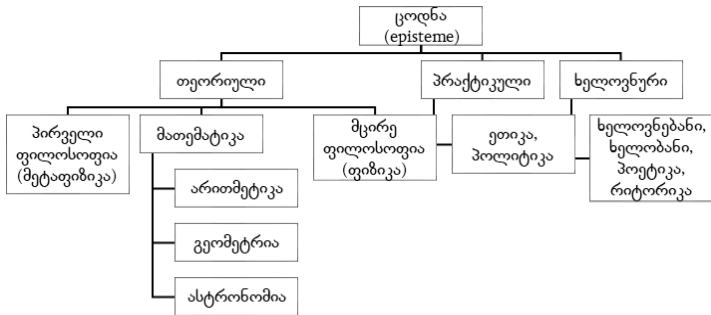 ცოდნა
(episteme)
თეორიული
პრაქტიკული
ხელოვნური
პირველი
ფილოსოფია
(მეტაფიზიკა)
მათემატიკა
მცირე
ფილოსოფია
(ფიზიკა)
ეთიკა,
პოლიტიკა
ხელოვნებანი,
ხელობანი,
პოეტიკა,
რიტორიკა
არითმეტიკა
გეომეტრია
ასტრონომია